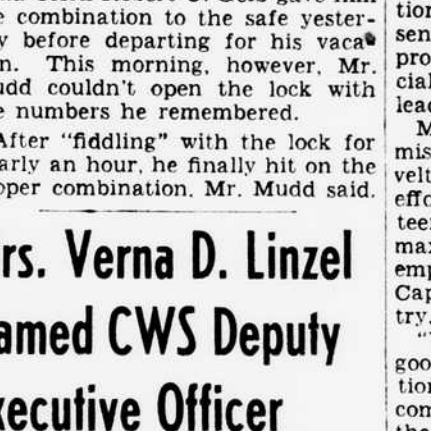 combination to the safe yester-
before departing for his vaca
This morning, however, Mr.
couldn't open the lock with
numbers he remembered.
After "fiddling" with the lock for
arly an hour, he finally hit on the
oper combination, Mr. Mudd said.
rs. Verna D. Linzel
amed CWS Deputy
xecutive Officer
tion
sen
pro
cial
lead
M
mis
velt
effo
tee
max
emp
Cap
try.
"
goo
tion
com